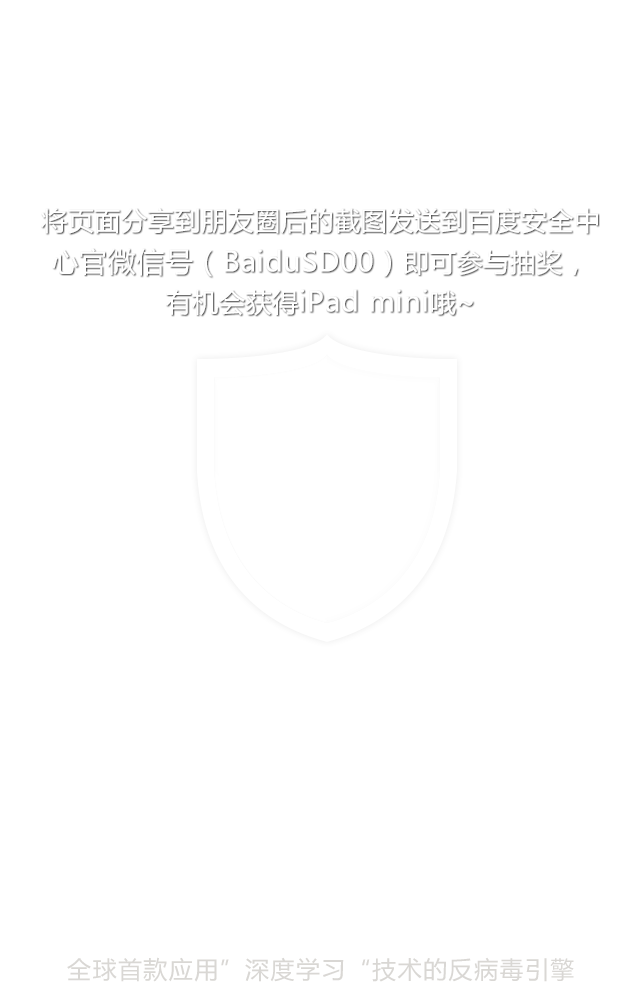 将页面分享到朋友圈后的截图发送到百度安全中
心官微信号（BaiduSD00）即可参与抽奖，
有机会获得iPad mini哦~
全球首款应用”深度学习“技术的反病毒引擎